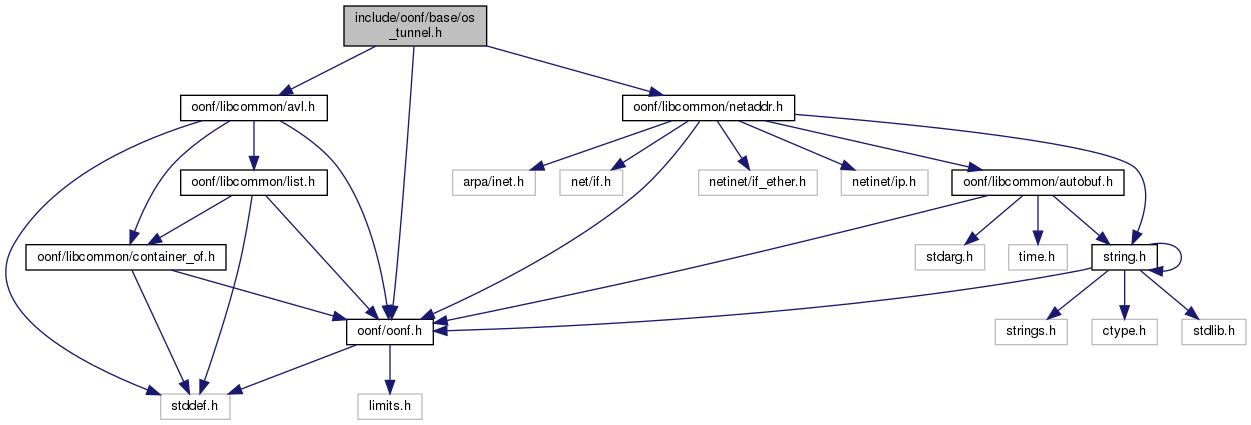 include/oonf/base/os
_tunnel.h
oonf/libcommon/avl.h
oonf/libcommon/netaddr.h
oonf/libcommon/list.h
arpa/inet.h
net/if.h
netinet/if_ether.h
netinet/ip.h
oonf/libcommon/autobuf.h
oonf/libcommon/container_of.h
stdarg.h
time.h
string.h
oonf/oonf.h
strings.h
ctype.h
stdlib.h
stddef.h
limits.h